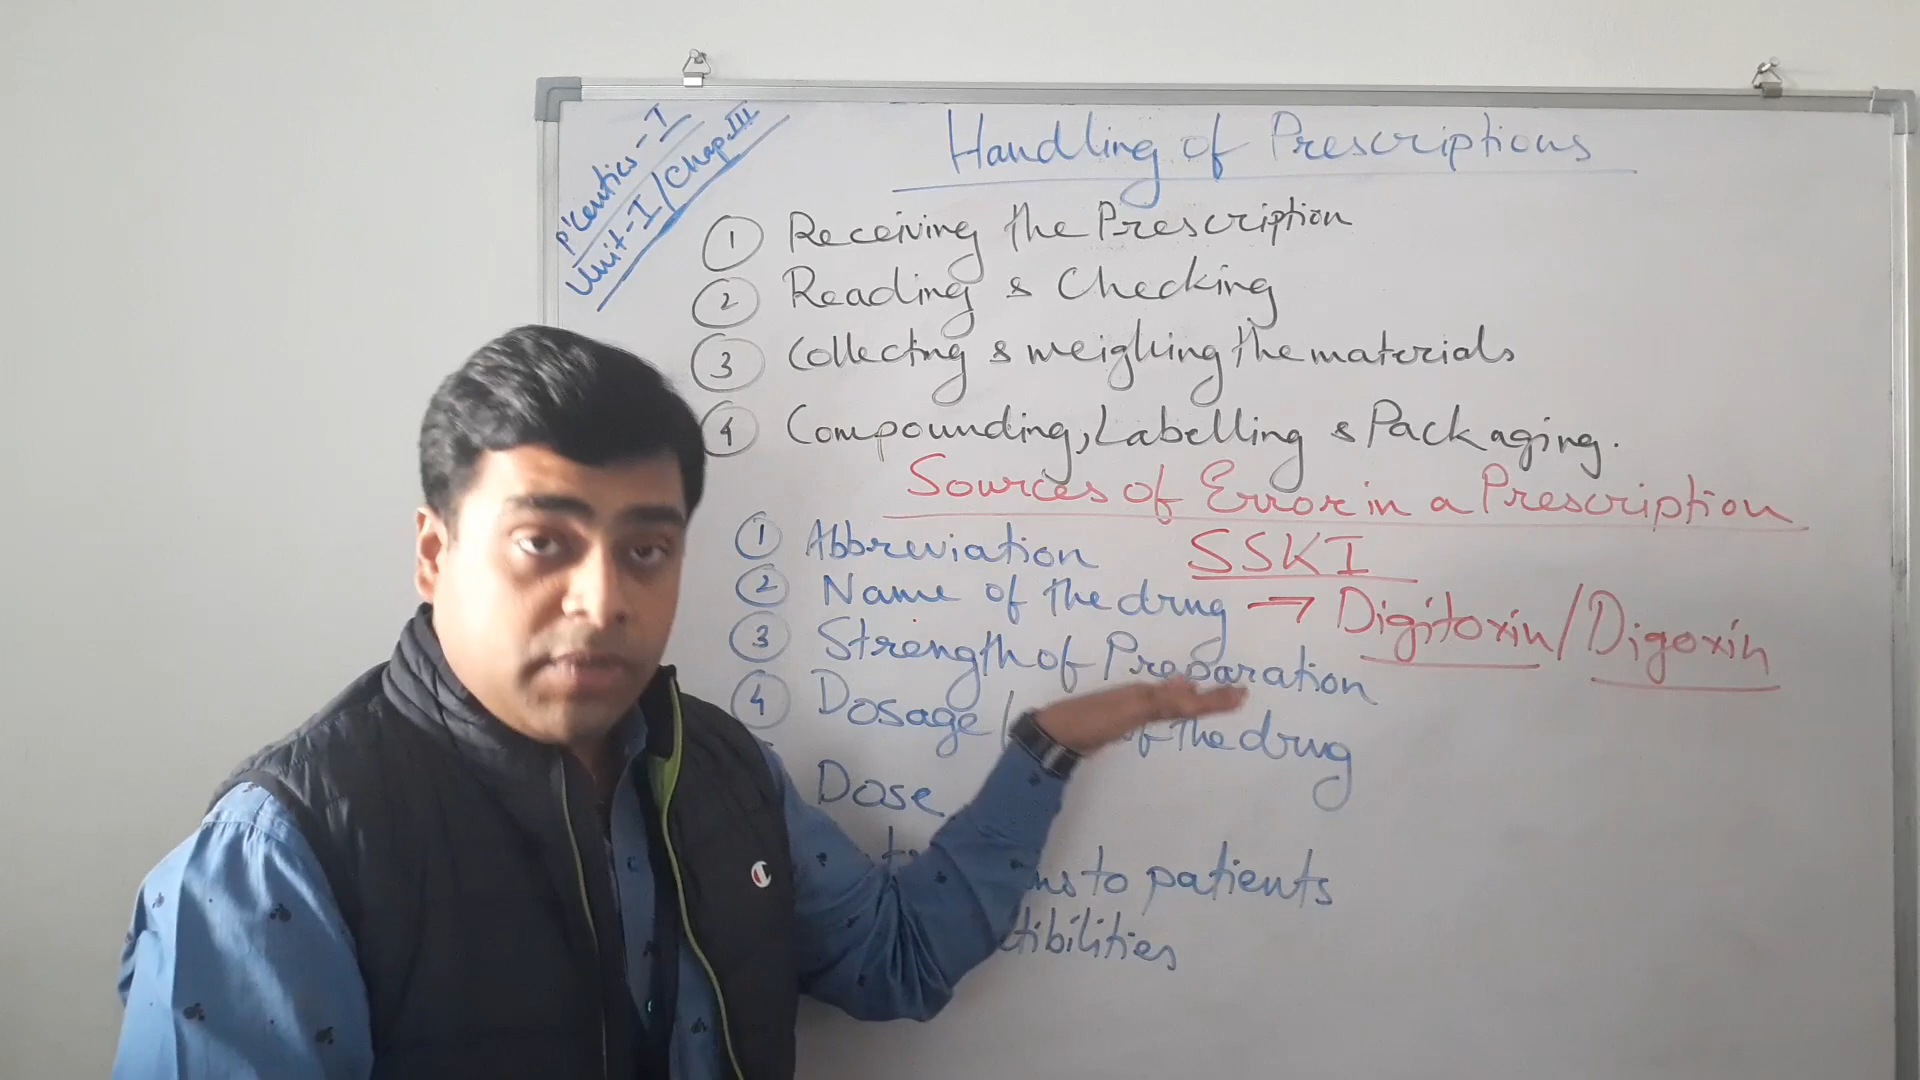 P'Ceutics-I
Unit-I/Chap.III
Handling of Prescriptions
1 Receiving the Prescription
2 Reading & Checking
3 Collectng & weighing the materials
4 Compounding, Labelling & Packaging.
Sources of Error in a Prescription
1 Abbreviation SSKI
2 Name of the drug → Digitoxin/Digoxin
3 Strength of Preparation
4 Dosage / of the drug
Dose
to patients